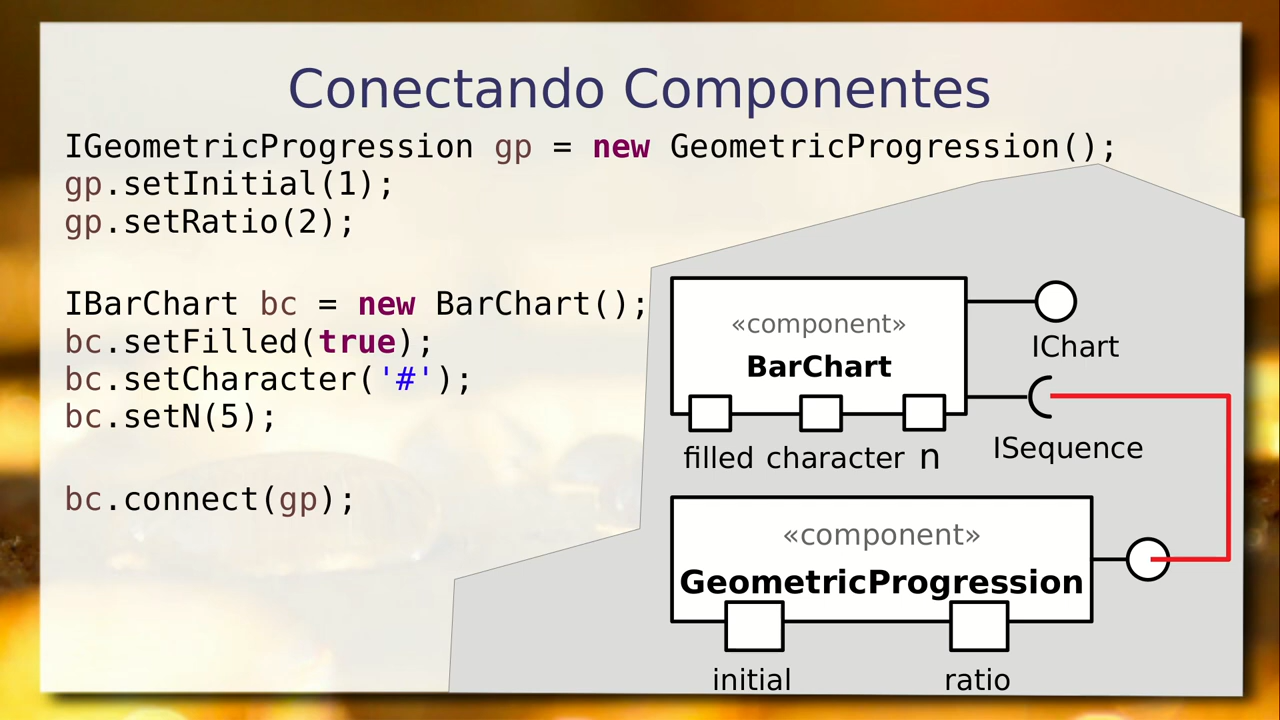 Conectando Componentes
IGeometricProgression gp = new GeometricProgression();
gp.setInitial(1);
gp.setRatio(2);
IBarChart bc = new BarChart();
bc.setFilled(true);
bc.setCharacter('#');
bc.setN(5);
bc.connect(gp);
«component»
BarChart
IChart
filled character n
ISequence
«component»
GeometricProgression
initial ratio